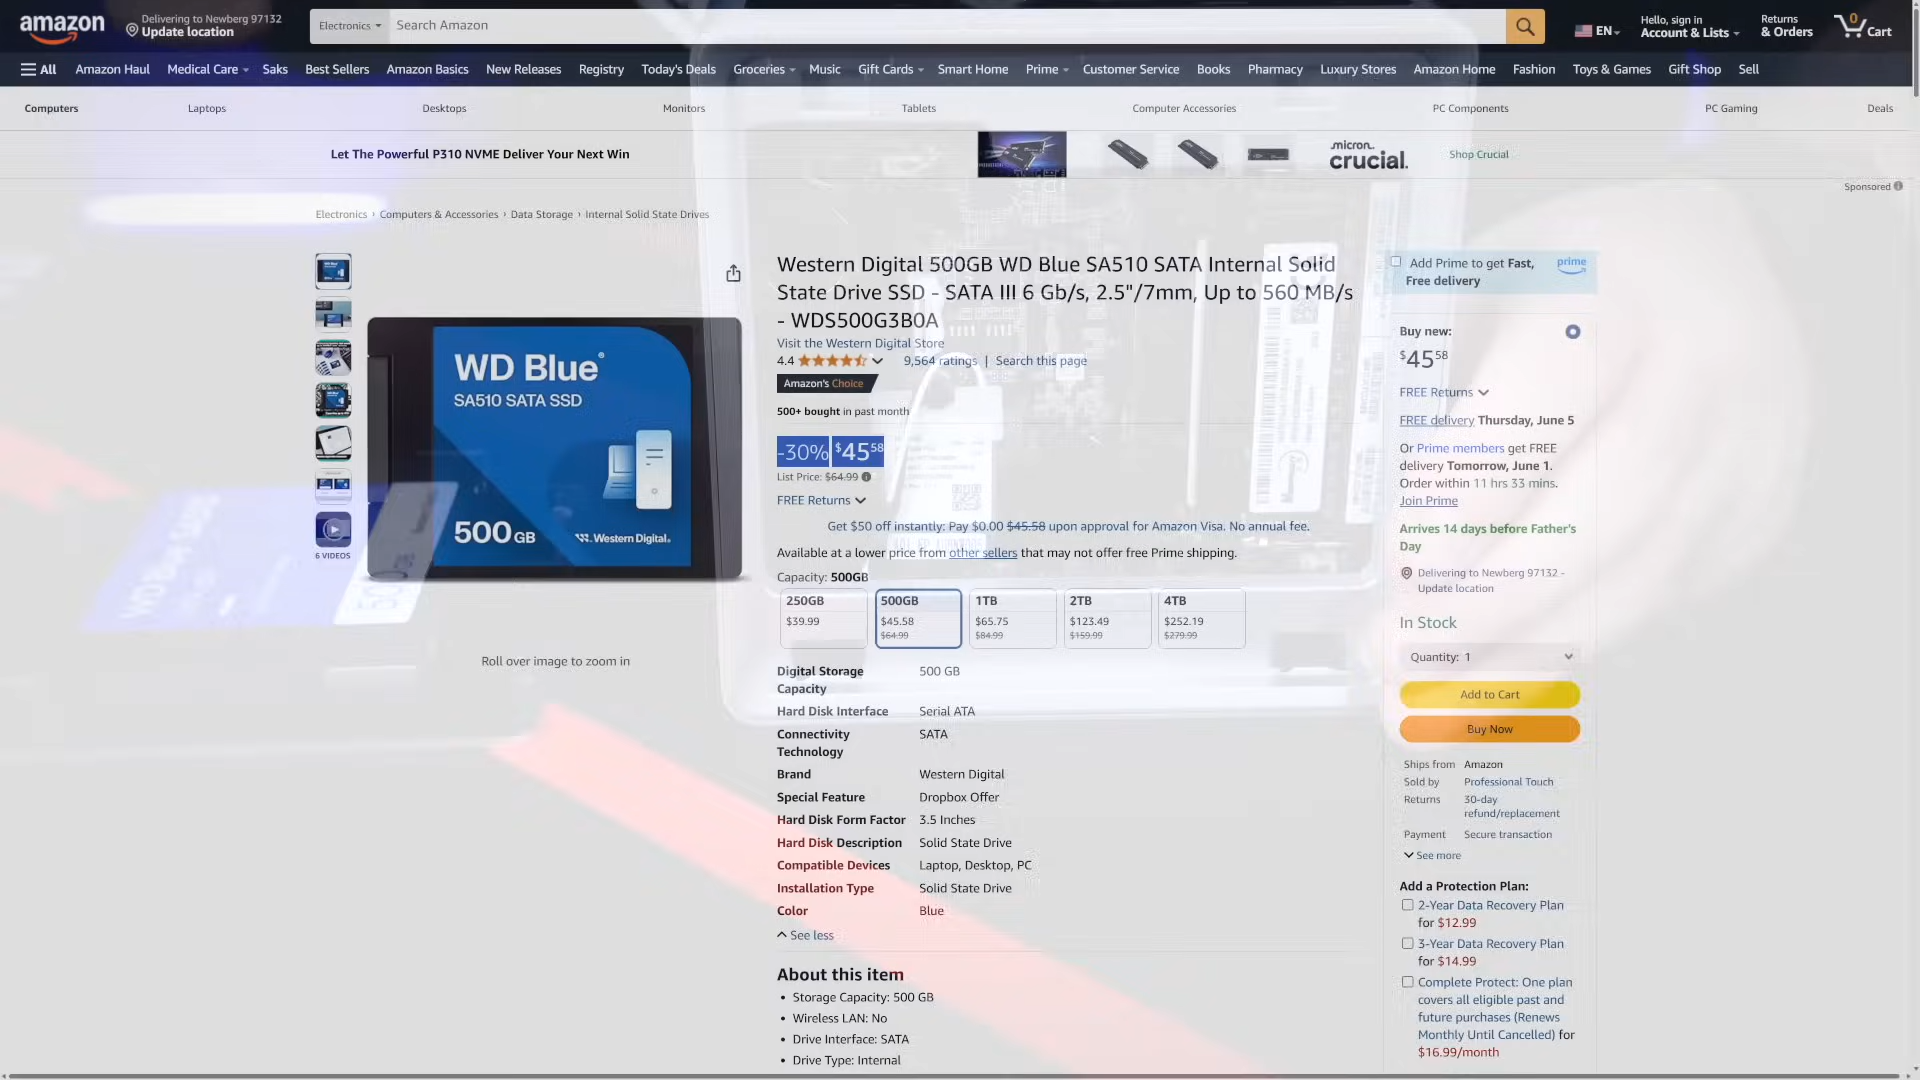 amazon
Delivering to Newberg 97132
Update location
Electronics
Search Amazon
EN
Hello, sign in
Account & Lists
Returns
& Orders
0
Cart
All
Amazon Haul
Medical Care
Saks
Best Sellers
Amazon Basics
New Releases
Registry
Today's Deals
Groceries
Music
Gift Cards
Smart Home
Prime
Customer Service
Books
Pharmacy
Luxury Stores
Amazon Home
Fashion
Toys & Games
Gift Shop
Sell
Computers
Laptops
Desktops
Monitors
Tablets
Computer Accessories
PC Components
PC Gaming
Deals
Let The Powerful P310 NVME Deliver Your Next Win
micron
crucial
Shop Crucial
Sponsored
Electronics › Computers & Accessories › Data Storage › Internal Solid State Drives
WD Blue®
SA510 SATA SSD
500GB
Western Digital.
6 VIDEOS
Roll over image to zoom in
Western Digital 500GB WD Blue SA510 SATA Internal Solid
State Drive SSD - SATA III 6 Gb/s, 2.5"/7mm, Up to 560 MB/s
- WDS500G3B0A
Visit the Western Digital Store
4.4
9,564 ratings | Search this page
Amazon's Choice
500+ bought in past month
-30% $4558
List Price: $64.99
FREE Returns
Get $50 off instantly: Pay $0.00 $45.58 upon approval for Amazon Visa. No annual fee.
Available at a lower price from other sellers that may not offer free Prime shipping.
Capacity: 500GB
250GB
$39.99
500GB
$45.58
$64.99
1TB
$65.75
$84.99
2TB
$123.49
$159.99
4TB
$252.19
$279.99
Digital Storage
Capacity
500 GB
Hard Disk Interface
Serial ATA
Connectivity
Technology
SATA
Brand
Western Digital
Special Feature
Dropbox Offer
Hard Disk Form Factor
3.5 Inches
Hard Disk Description
Solid State Drive
Compatible Devices
Laptop, Desktop, PC
Installation Type
Solid State Drive
Color
Blue
See less
About this item
• Storage Capacity: 500 GB
• Wireless LAN: No
• Drive Interface: SATA
• Drive Type: Internal
Add Prime to get Fast,
Free delivery
prime
Buy new:
$4558
FREE Returns
FREE delivery Thursday, June 5
Or Prime members get FREE
delivery Tomorrow, June 1.
Order within 11 hrs 33 mins.
Join Prime
Arrives 14 days before Father's
Day
Delivering to Newberg 97132 -
Update location
In Stock
Quantity: 1
Add to Cart
Buy Now
Ships from
Amazon
Sold by
Professional Touch
Returns
30-day
refund/replacement
Payment
Secure transaction
See more
Add a Protection Plan:
2-Year Data Recovery Plan
for $12.99
3-Year Data Recovery Plan
for $14.99
Complete Protect: One plan
covers all eligible past and
future purchases (Renews
Monthly Until Cancelled) for
$16.99/month